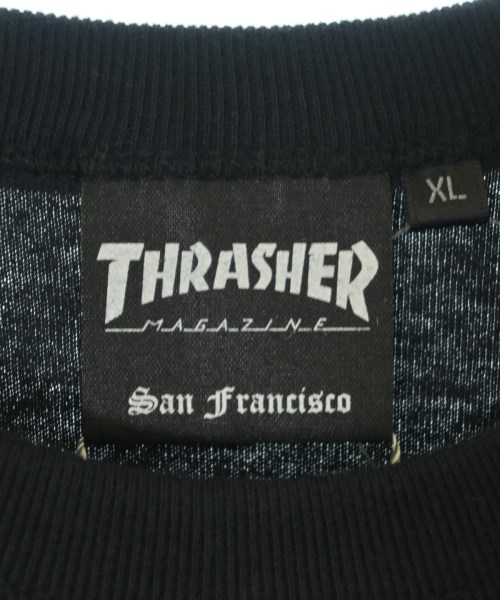 XL
THRASHER
MAGAZINE
San Francisco